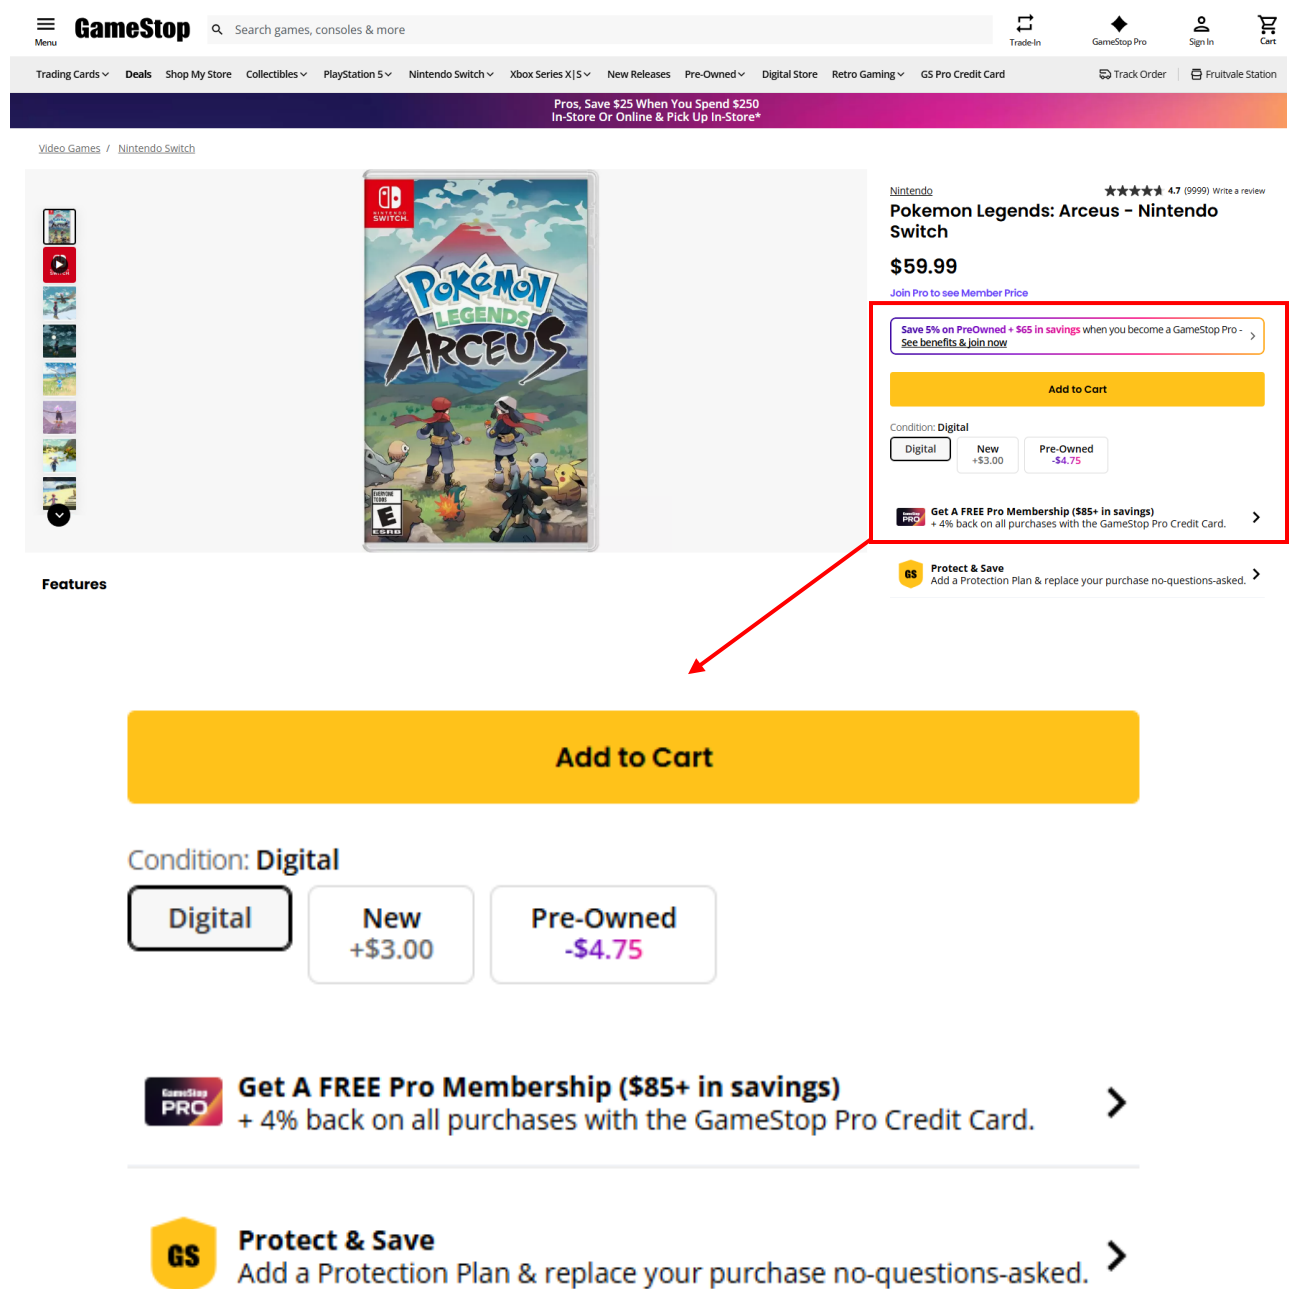 Menu
GameStop
Search games, consoles & more
Trade-In
GameStop Pro
Sign In
Cart
Trading Cards
Deals
Shop My Store
Collectibles
PlayStation 5
Nintendo Switch
Xbox Series X|S
New Releases
Pre-Owned
Digital Store
Retro Gaming
GS Pro Credit Card
Track Order
Fruitvale Station
Pros, Save $25 When You Spend $250
In-Store Or Online & Pick Up In-Store*
Video Games / Nintendo Switch
NINTENDO
SWITCH
POKéMON
LEGENDS
ARCEUS
EVERYONE
E
ESRB
Nintendo
4.7 (9999) Write a review
Pokemon Legends: Arceus - Nintendo
Switch
$59.99
Join Pro to see Member Price
Save 5% on PreOwned + $65 in savings when you become a GameStop Pro -
See benefits & join now
Add to Cart
Condition: Digital
Digital
New
+$3.00
Pre-Owned
-$4.75
GameStop
PRO
Get A FREE Pro Membership ($85+ in savings)
+ 4% back on all purchases with the GameStop Pro Credit Card.
GS
Protect & Save
Add a Protection Plan & replace your purchase no-questions-asked.
Features
Add to Cart
Condition: Digital
Digital
New
+$3.00
Pre-Owned
-$4.75
GameStop
PRO
Get A FREE Pro Membership ($85+ in savings)
+ 4% back on all purchases with the GameStop Pro Credit Card.
GS
Protect & Save
Add a Protection Plan & replace your purchase no-questions-asked.